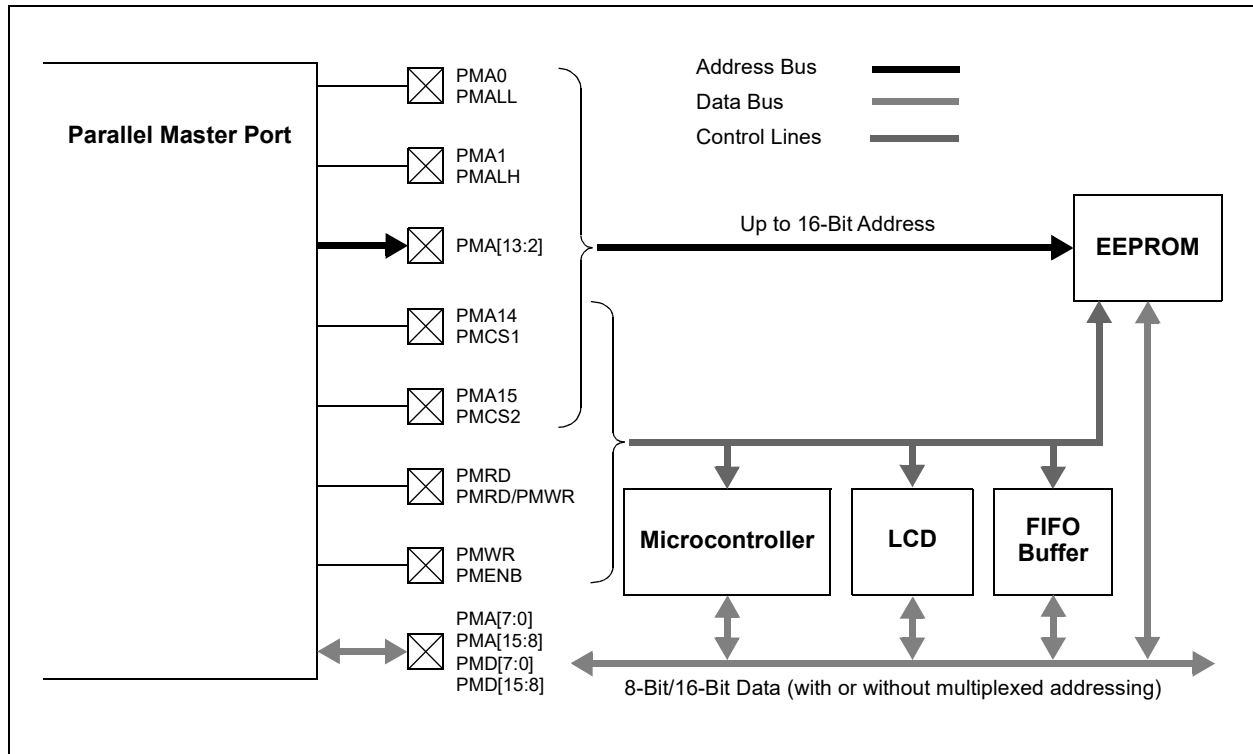 Parallel Master Port
PMA0
PMALL
PMA1
PMALH
PMA[13:2]
PMA14
PMCS1
PMA15
PMCS2
PMRD
PMRD/PMWR
PMWR
PMENB
PMA[7:0]
PMA[15:8]
PMD[7:0]
PMD[15:8]
Address Bus
Data Bus
Control Lines
Up to 16-Bit Address
EEPROM
Microcontroller
LCD
FIFO
Buffer
8-Bit/16-Bit Data (with or without multiplexed addressing)